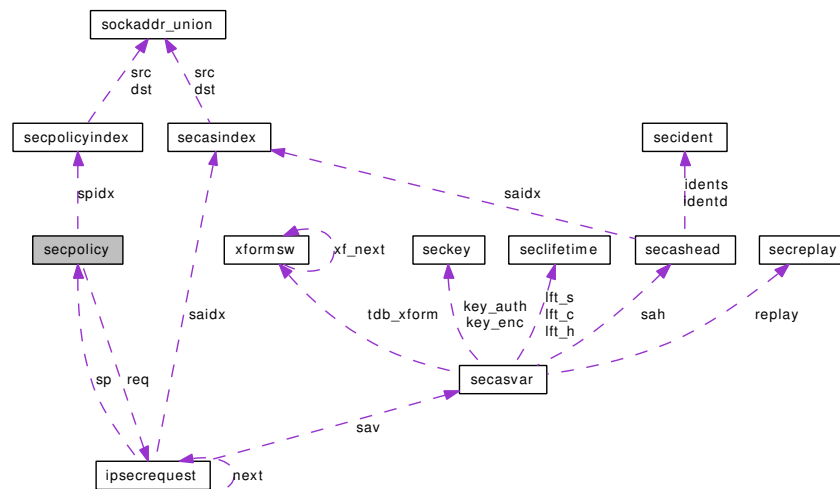 sockaddr_union
src
dst
src
dst
secpolicyindex
secasindex
secident
spidx
saidx
idents
identd
secpolicy
xformsw
xf_next
seckey
seclifetime
secashead
secreplay
saidx
tdb_xform
key_auth
key_enc
lft_s
lft_c
lft_h
sah
replay
sp
req
secasvar
sav
ipsecrequest
next